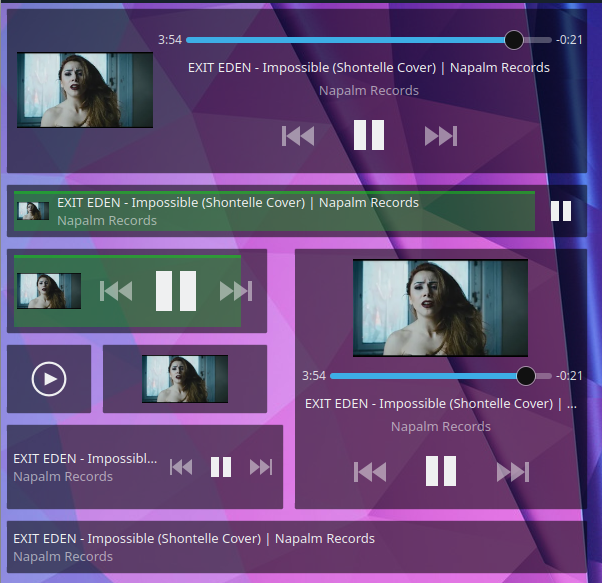 3:54 -0:21
EXIT EDEN - Impossible (Shontelle Cover) | Napalm Records
Napalm Records
EXIT EDEN - Impossible (Shontelle Cover) | Napalm Records
Napalm Records
3:54 -0:21
EXIT EDEN - Impossible (Shontelle Cover) | ...
Napalm Records
EXIT EDEN - Impossibl...
Napalm Records
EXIT EDEN - Impossible (Shontelle Cover) | Napalm Records
Napalm Records